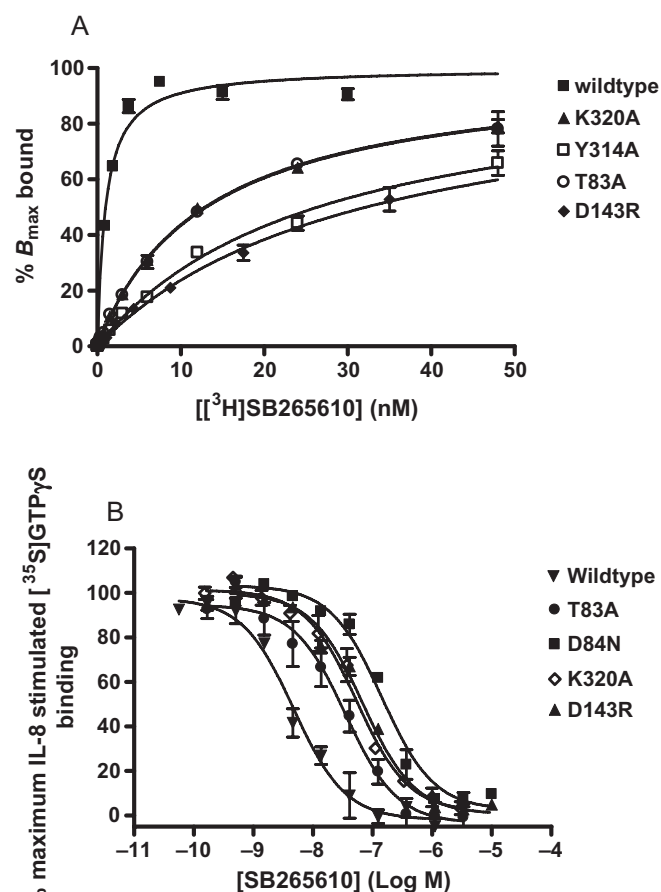 A
100
80
60
40
20
0
% Bmax bound
0 10 20 30 40 50
[[³H]SB265610] (nM)
wildtype
K320A
Y314A
T83A
D143R
B
maximum IL-8 stimulated [³⁵S]GTPγS
binding
120
100
80
60
40
20
0
–11 –10 –9 –8 –7 –6 –5 –4
[SB265610] (Log M)
Wildtype
T83A
D84N
K320A
D143R